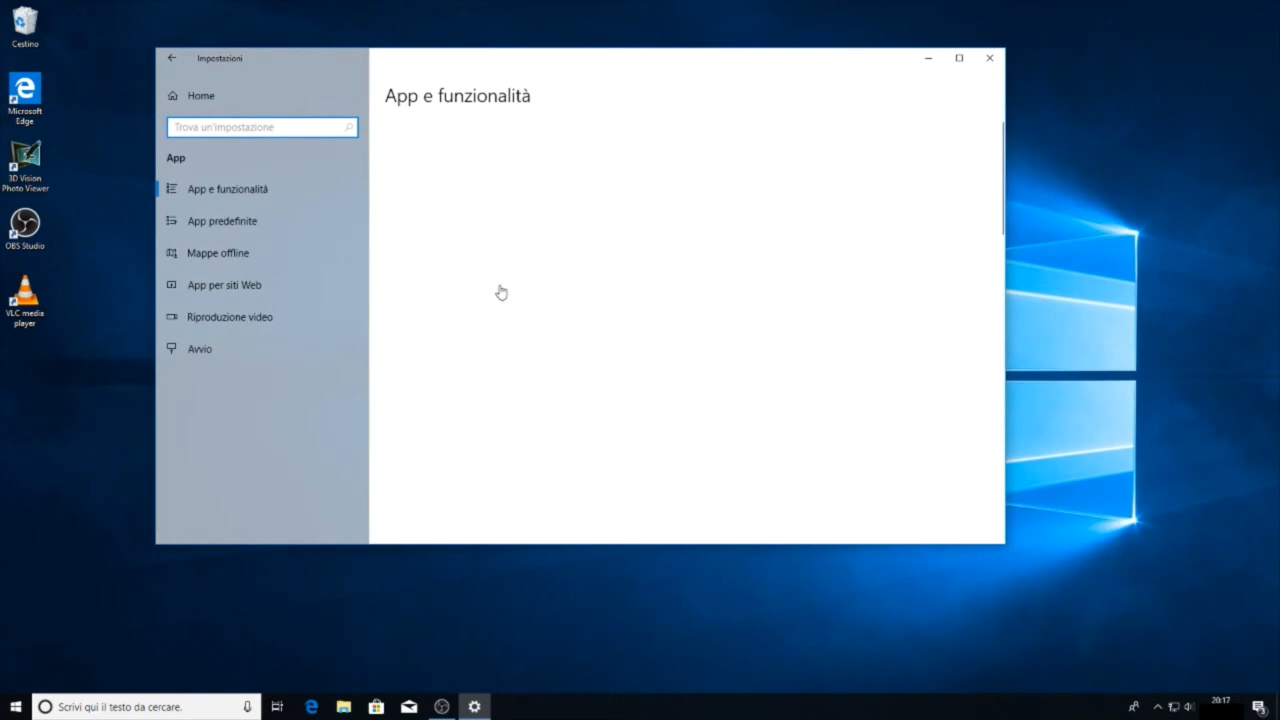 Cestino
Microsoft
Edge
3D Vision
Photo Viewer
OBS Studio
VLC media
player
Impostazioni
Home
Trova un'impostazione
App
App e funzionalità
App predefinite
Mappe offline
App per siti Web
Riproduzione video
Avvio
App e funzionalità
Scrivi qui il testo da cercare.
20:17
3